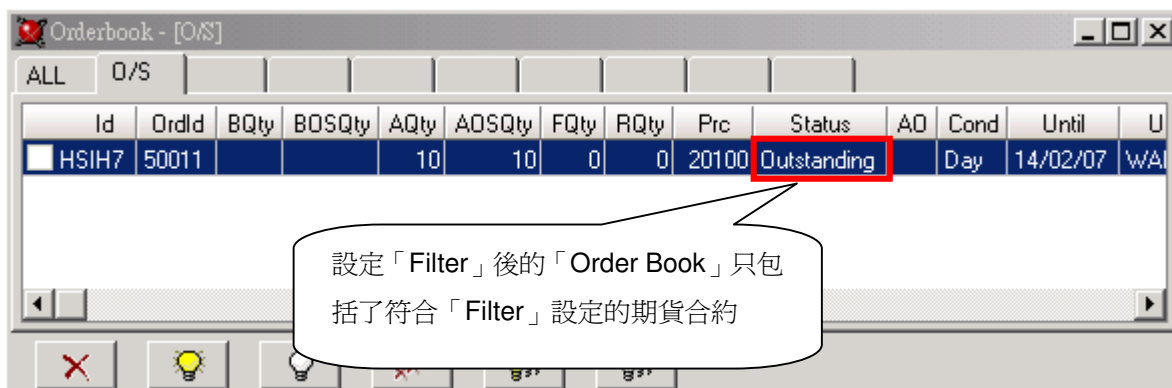 Orderbook - [O/S]
ALL O/S
Id OrdId BQty BOSQty AQty AOSQty FQty RQty Prc Status AO Cond Until U
HSIH7 50011 10 10 0 0 20100 Outstanding Day 14/02/07 WAI
設定「Filter」後的「Order Book」只包
括了符合「Filter」設定的期貨合約